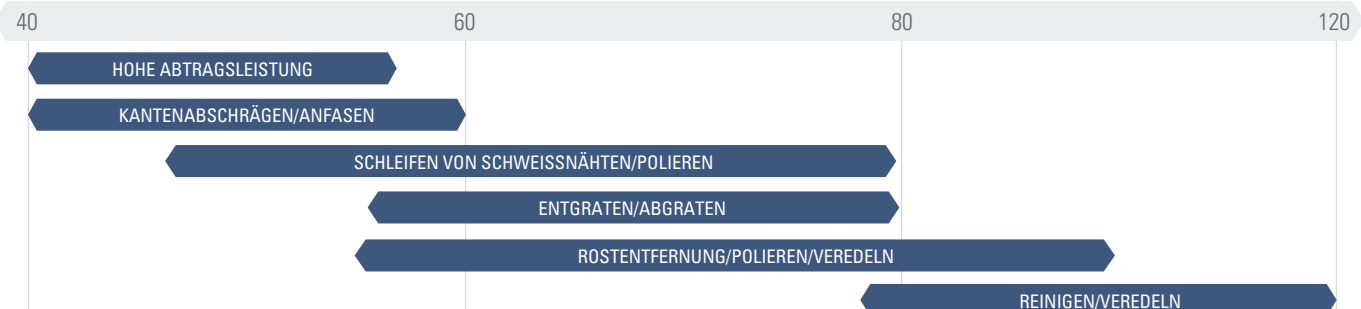 40 60 80 120
HOHE ABTRAGSLEISTUNG
KANTENABSCHRÄGEN/ANFASEN
SCHLEIFEN VON SCHWEISSNÄHTEN/POLIEREN
ENTGRATEN/ABGRATEN
ROSTENTFERNUNG/POLIEREN/VEREDELN
REINIGEN/VEREDELN